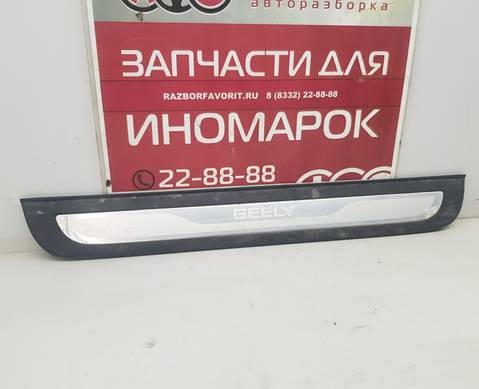 авторазборка
ЗАПЧАСТИ ДЛЯ
RAZBORFAVORIT.RU 8 (8332) 22-88-88
ИНОМАРОК
22-88-88
GEELY